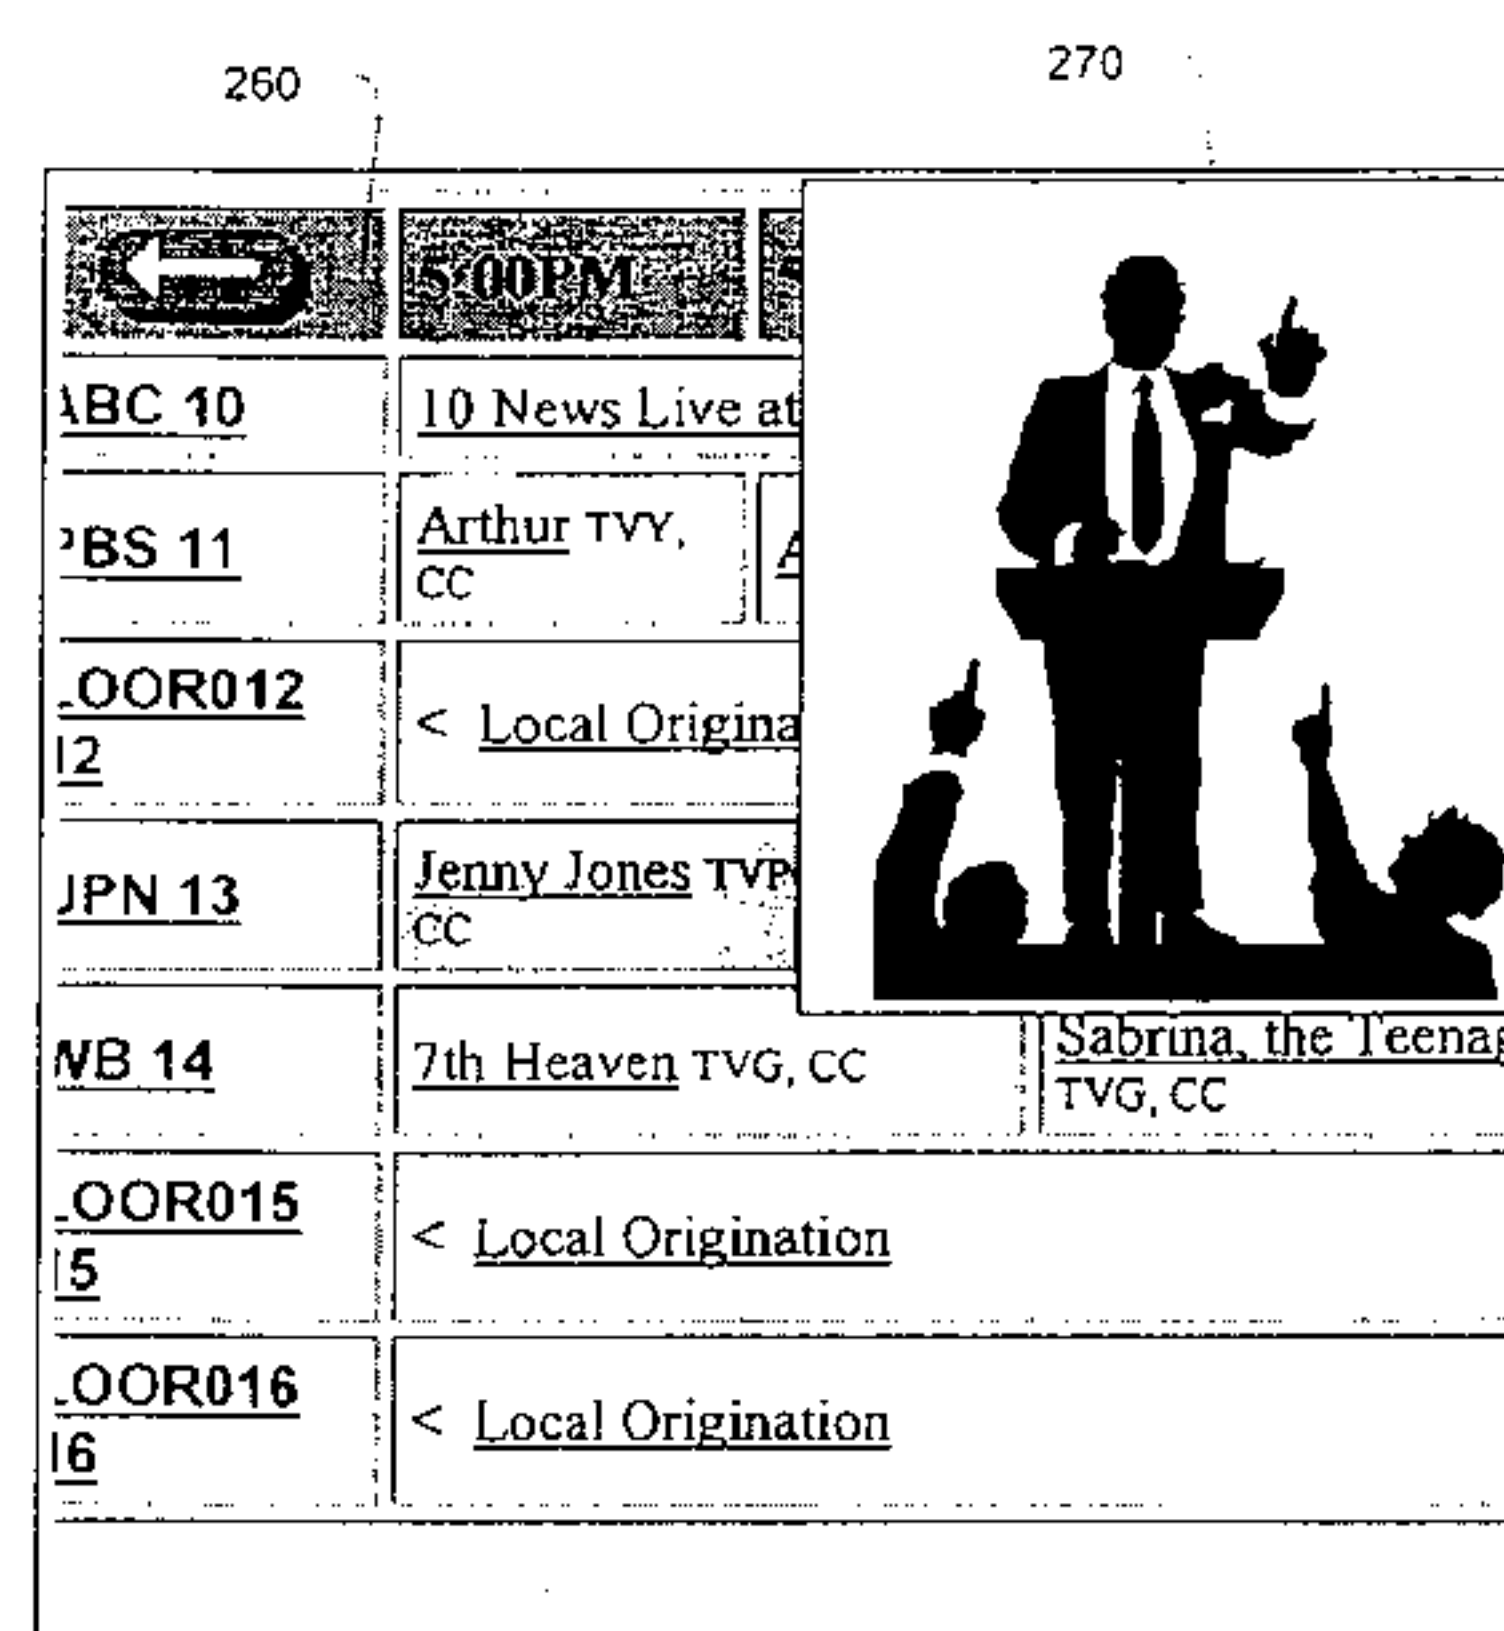 260
270
5:00PM
ABC 10
10 News Live at
PBS 11
Arthur TVY,
CC
A
LOOR012
12
< Local Origina
UPN 13
Jenny Jones TVP
CC
WB 14
7th Heaven TVG, CC
Sabrina, the Teenag
TVG, CC
LOOR015
15
< Local Origination
LOOR016
16
< Local Origination